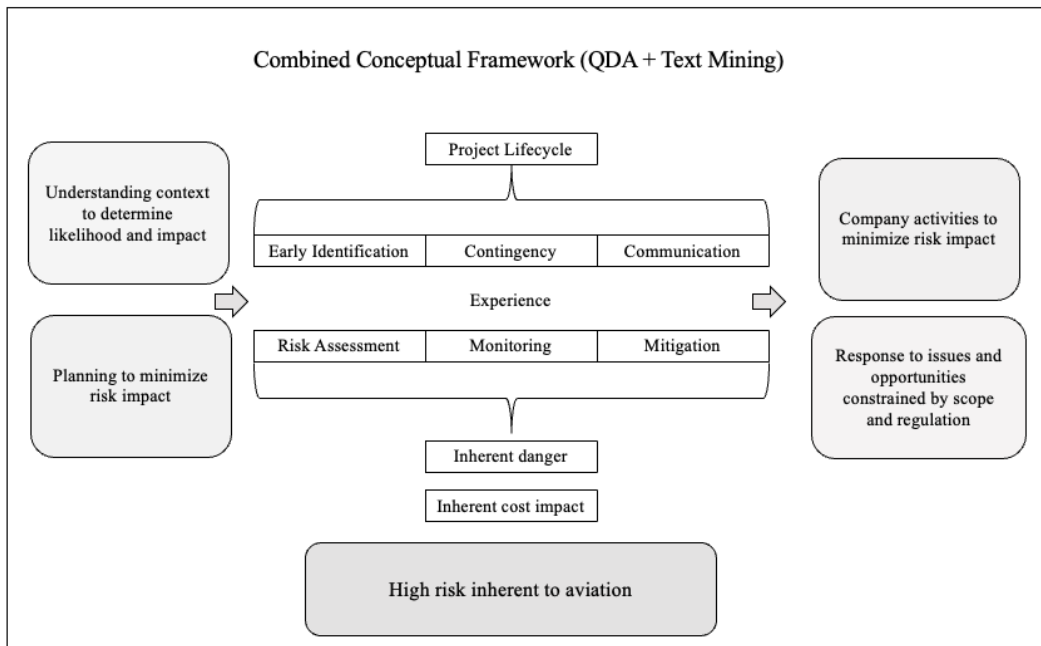 Combined Conceptual Framework (QDA + Text Mining)
Project Lifecycle
Understanding context
to determine
likelihood and impact
Company activities to
minimize risk impact
Early Identification
Contingency
Communication
Experience
Risk Assessment
Monitoring
Mitigation
Planning to minimize
risk impact
Response to issues and
opportunities
constrained by scope
and regulation
Inherent danger
Inherent cost impact
High risk inherent to aviation